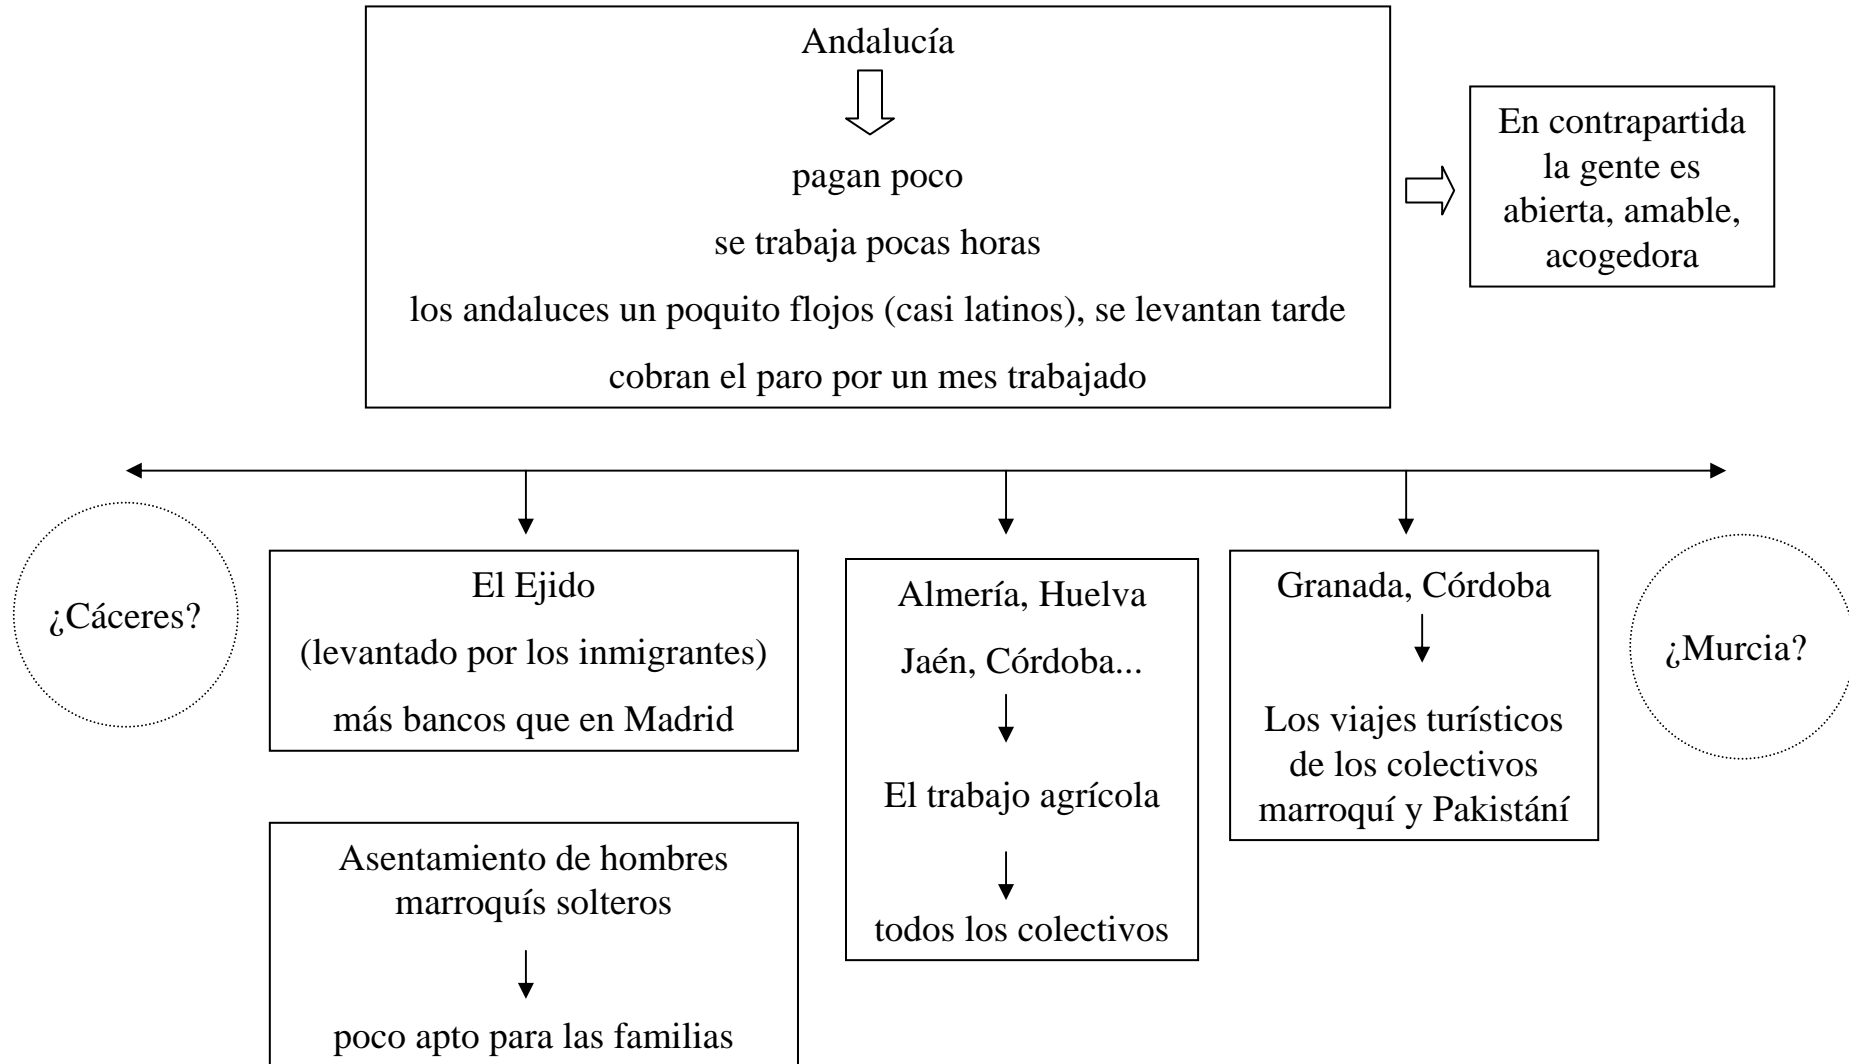 Andalucía
pagan poco
se trabaja pocas horas
los andaluces un poquito flojos (casi latinos), se levantan tarde
cobran el paro por un mes trabajado
En contrapartida
la gente es
abierta, amable,
acogedora
¿Cáceres?
El Ejido
(levantado por los inmigrantes)
más bancos que en Madrid
Asentamiento de hombres
marroquís solteros
poco apto para las familias
Almería, Huelva
Jaén, Córdoba...
El trabajo agrícola
todos los colectivos
Granada, Córdoba
Los viajes turísticos
de los colectivos
marroquí y Pakistání
¿Murcia?